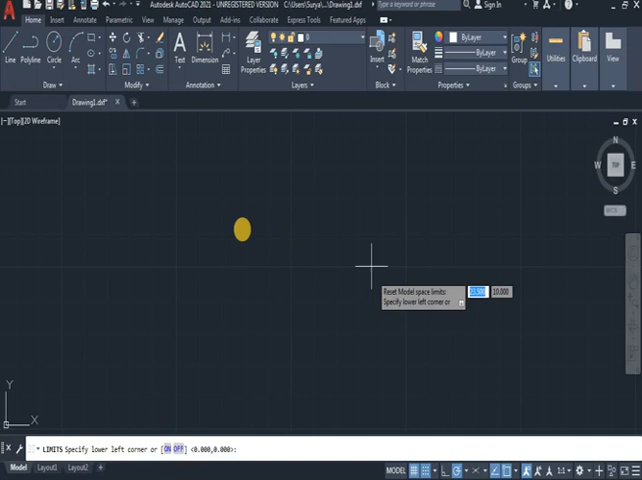 Autodesk AutoCAD 2021 - UNREGISTERED VERSION C:\Users\Surya\...\Drawing1.dxf Sign In
Home Insert Annotate Parametric View Manage Output Add-ins Collaborate Express Tools Featured Apps
Line Polyline Circle Arc Text Dimension Layer Properties 0 Insert Match Properties ByLayer ByLayer ByLayer Group Utilities Clipboard View
Draw Modify Annotation Layers Block Properties Groups
Start Drawing1.dxf*
[−][Top][2D Wireframe]
N
W TOP E
S
WCS
Reset Model space limits:
Specify lower left corner or 10.000
Y
X
LIMITS Specify lower left corner or [ON OFF] <0.000,0.000>:
Model Layout1 Layout2 MODEL 1:1